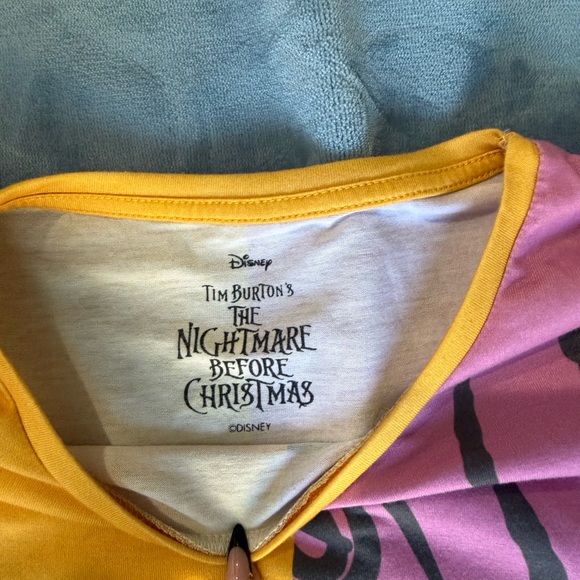 Disney
TIM BURTON'S
THE
NIGHTMARE
BEFORE
CHRISTMAS
©DISNEY